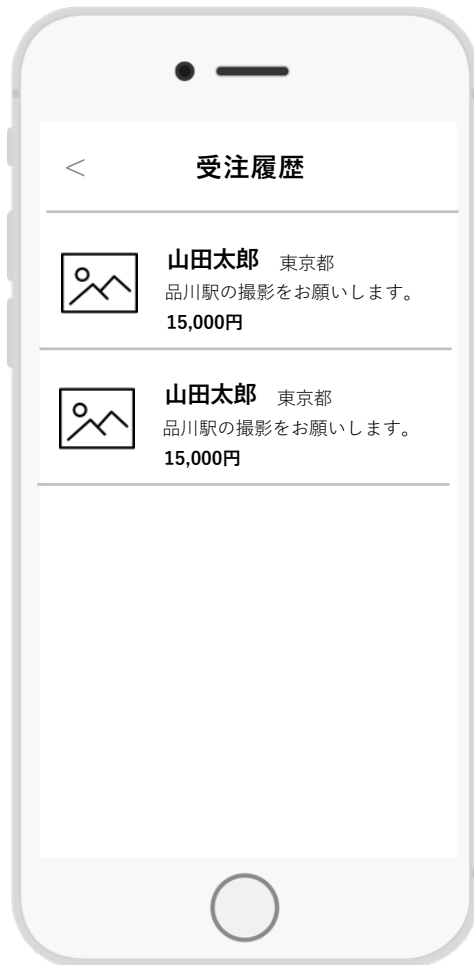 < 受注履歴
山田太郎 東京都
品川駅の撮影をお願いします。
15,000円
山田太郎 東京都
品川駅の撮影をお願いします。
15,000円